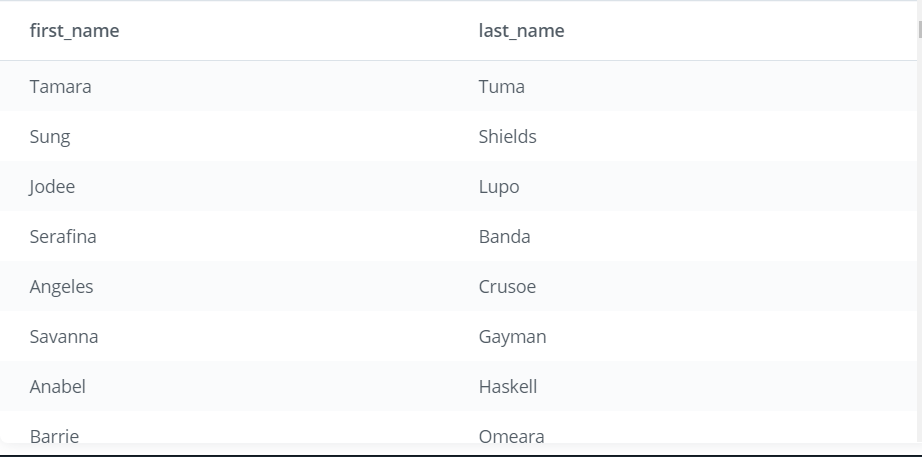 first_name last_name
Tamara Tuma
Sung Shields
Jodee Lupo
Serafina Banda
Angeles Crusoe
Savanna Gayman
Anabel Haskell
Barrie Omeara